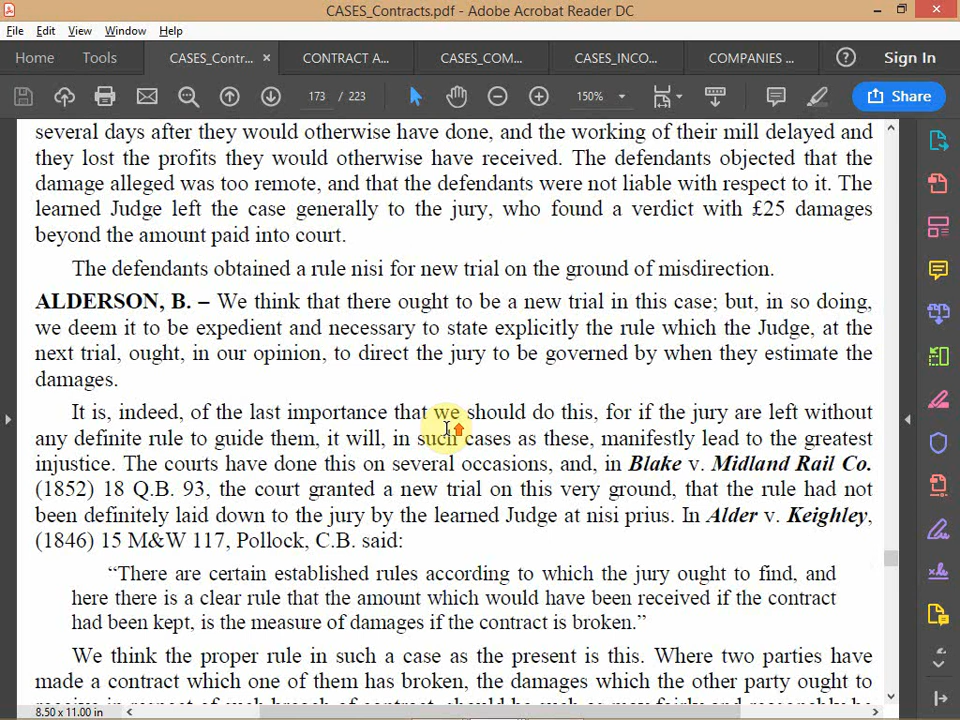 CASES_Contracts.pdf - Adobe Acrobat Reader DC
File Edit View Window Help
Home Tools CASES_Contr... × CONTRACT A... CASES_COM... CASES_INCO... COMPANIES ... Sign In
173 / 223 150% Share
several days after they would otherwise have done, and the working of their mill delayed and
they lost the profits they would otherwise have received. The defendants objected that the
damage alleged was too remote, and that the defendants were not liable with respect to it. The
learned Judge left the case generally to the jury, who found a verdict with £25 damages
beyond the amount paid into court.
The defendants obtained a rule nisi for new trial on the ground of misdirection.
ALDERSON, B. – We think that there ought to be a new trial in this case; but, in so doing,
we deem it to be expedient and necessary to state explicitly the rule which the Judge, at the
next trial, ought, in our opinion, to direct the jury to be governed by when they estimate the
damages.
It is, indeed, of the last importance that we should do this, for if the jury are left without
any definite rule to guide them, it will, in such cases as these, manifestly lead to the greatest
injustice. The courts have done this on several occasions, and, in Blake v. Midland Rail Co.
(1852) 18 Q.B. 93, the court granted a new trial on this very ground, that the rule had not
been definitely laid down to the jury by the learned Judge at nisi prius. In Alder v. Keighley,
(1846) 15 M&W 117, Pollock, C.B. said:
“There are certain established rules according to which the jury ought to find, and
here there is a clear rule that the amount which would have been received if the contract
had been kept, is the measure of damages if the contract is broken.”
We think the proper rule in such a case as the present is this. Where two parties have
made a contract which one of them has broken, the damages which the other party ought to
8.50 x 11.00 in